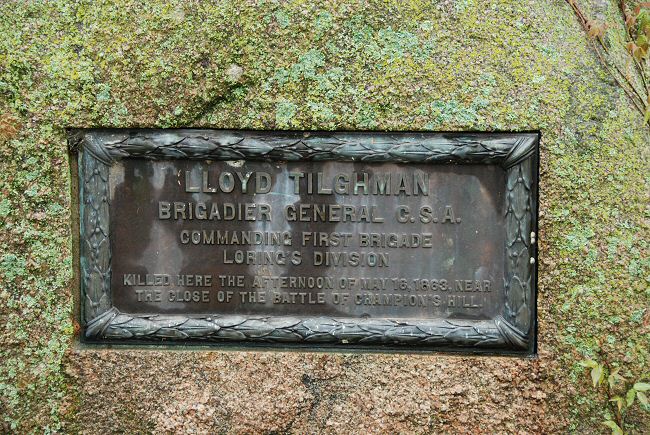 LLOYD TILGHMAN
BRIGADIER GENERAL C.S.A.
COMMANDING FIRST BRIGADE
LORING'S DIVISION
KILLED HERE THE AFTERNOON OF MAY 16, 1863, NEAR
THE CLOSE OF THE BATTLE OF CHAMPION'S HILL.